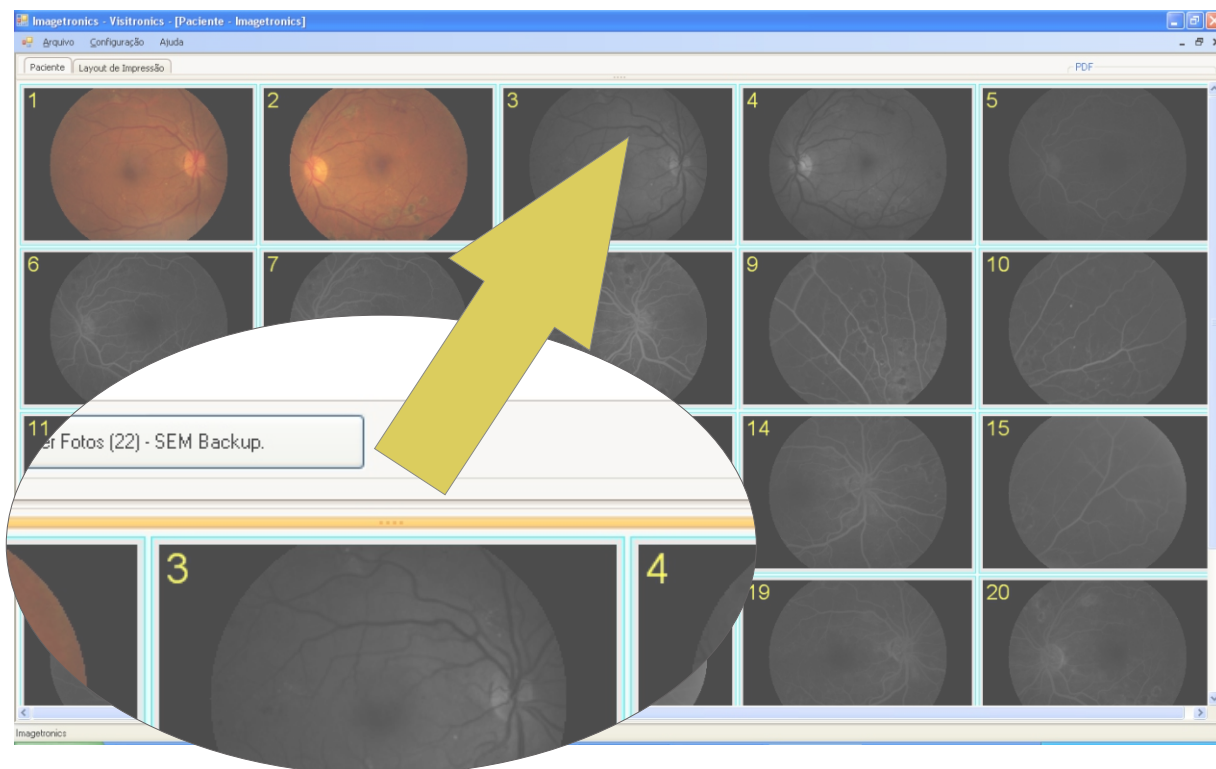 Imagetronics - Visitronics - [Paciente - Imagetronics]
Arquivo Configuração Ajuda
Paciente Layout de Impressão PDF
1 2 3 4 5
6 7 9 10
11 14 15
Fotos (22) - SEM Backup.
3 4
19 20
Imagetronics